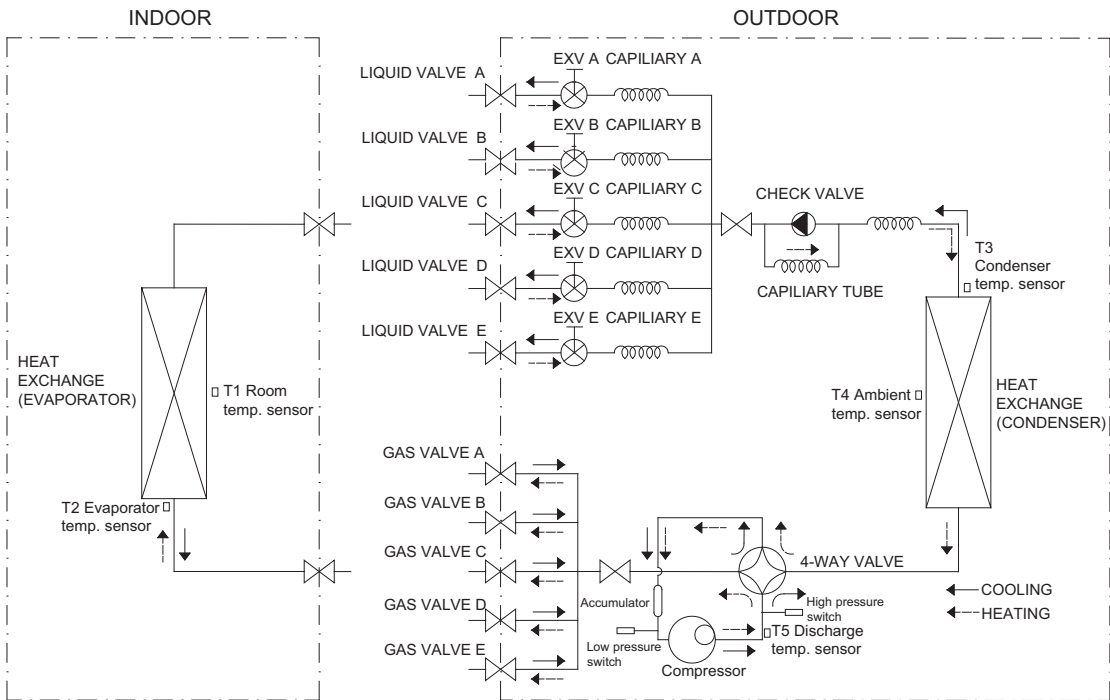 INDOOR
OUTDOOR
LIQUID VALVE A
EXV A CAPILIARY A
LIQUID VALVE B
EXV B CAPILIARY B
LIQUID VALVE C
EXV C CAPILIARY C
LIQUID VALVE D
EXV D CAPILIARY D
LIQUID VALVE E
EXV E CAPILIARY E
CHECK VALVE
CAPILIARY TUBE
T3
Condenser
temp. sensor
HEAT
EXCHANGE
(EVAPORATOR)
T1 Room
temp. sensor
T4 Ambient
temp. sensor
HEAT
EXCHANGE
(CONDENSER)
T2 Evaporator
temp. sensor
GAS VALVE A
GAS VALVE B
GAS VALVE C
GAS VALVE D
GAS VALVE E
4-WAY VALVE
Accumulator
Low pressure
switch
Compressor
High pressure
switch
T5 Discharge
temp. sensor
COOLING
HEATING